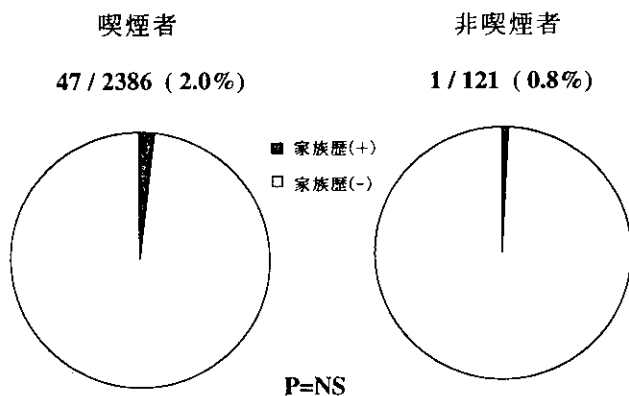 喫煙者
47 / 2386 ( 2.0%)
非喫煙者
1 / 121 ( 0.8%)
■ 家族歴(+)
□ 家族歴(-)
P=NS